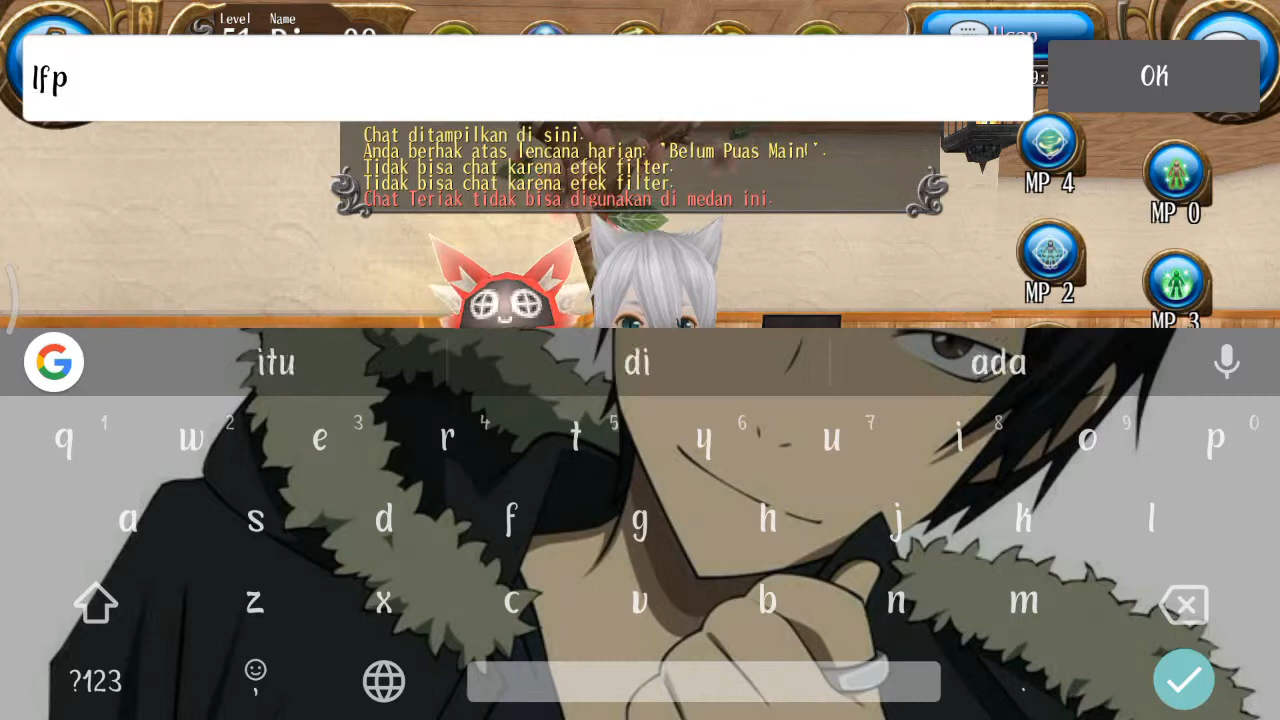 Level Name
lfp
OK
Chat ditampilkan di sini.
Anda berhak atas lencana harian: "Belum Puas Main!".
Tidak bisa chat karena efek filter.
Tidak bisa chat karena efek filter.
Chat Teriak tidak bisa digunakan di medan ini.
MP 4
MP 0
MP 2
MP 3
itu di ada
q 1 w 2 e 3 r 4 t 5 y 6 u 7 i 8 o 9 p 0
a s d f g h j k l
z x c v b n m
?123 , .